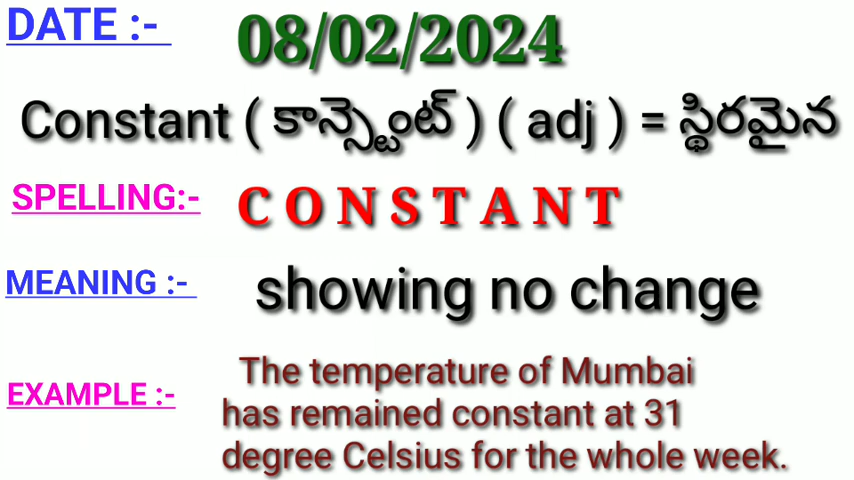 DATE :- 08/02/2024
Constant ( కాన్స్టెంట్ ) ( adj ) = స్థిరమైన
SPELLING:- C O N S T A N T
MEANING :- showing no change
EXAMPLE :- The temperature of Mumbai
has remained constant at 31
degree Celsius for the whole week.